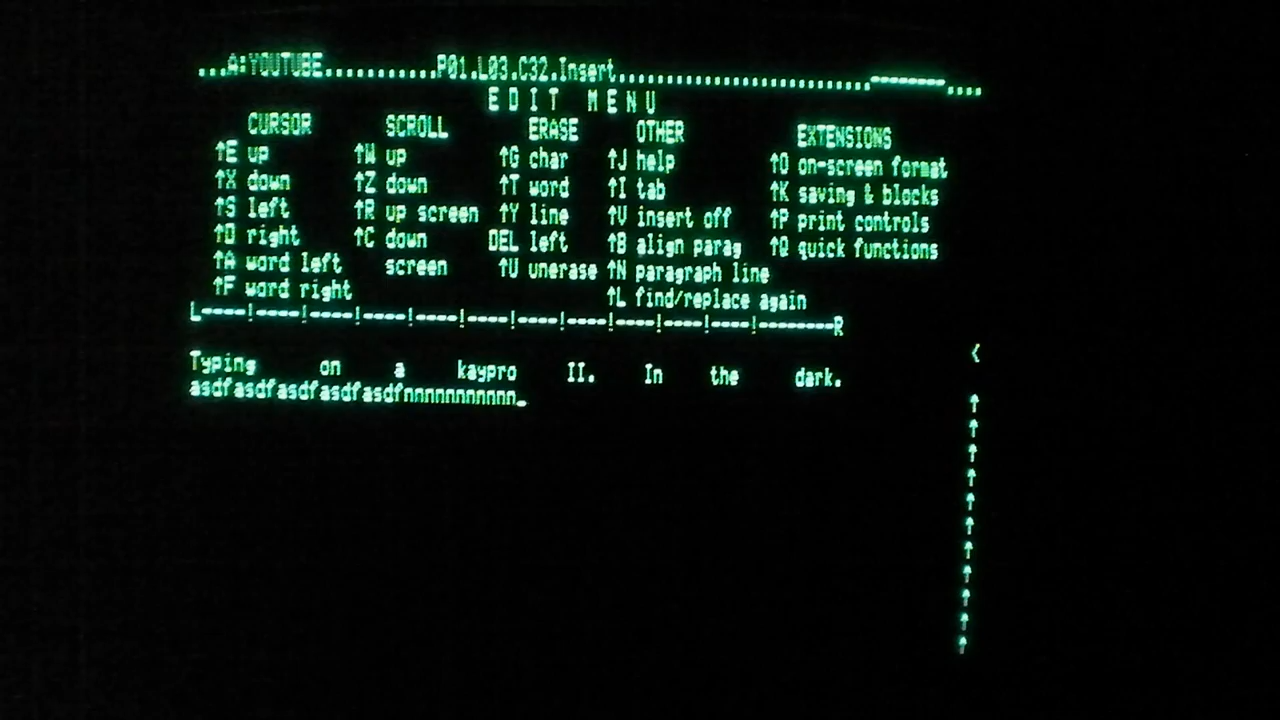 ...A:YOUTUBE...........P01.L03.C32.Insert.........................--------....
E D I T   M E N U
CURSOR SCROLL ERASE OTHER EXTENSIONS
↑E up ↑W up ↑G char ↑J help ↑O on-screen format
↑X down ↑Z down ↑T word ↑I tab ↑K saving & blocks
↑S left ↑R up screen ↑Y line ↑V insert off ↑P print controls
↑D right ↑C down DEL left ↑B align parag ↑Q quick functions
↑A word left screen ↑U unerase ↑N paragraph line
↑F word right ↑L find/replace again
L----!----!----!----!----!----!----!----!----!----!----!--------R
Typing on a kaypro II. In the dark. <
asdfasdfasdfasdfasdfnnnnnnnnnnn_ ↑
↑
↑
↑
↑
↑
↑
↑
↑
↑
↑